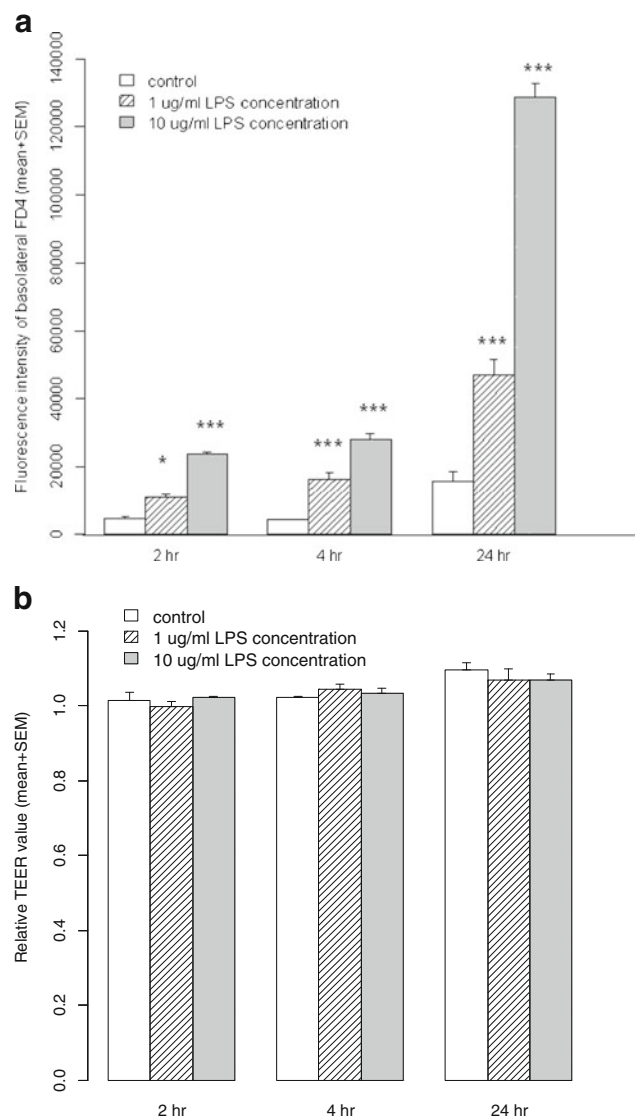 a
control
1 ug/ml LPS concentration
10 ug/ml LPS concentration
Fluorescence intensity of basolateral FD4 (mean+SEM)
140000
120000
100000
80000
60000
40000
20000
0
*
***
***
***
***
***
2 hr
4 hr
24 hr
b
control
1 ug/ml LPS concentration
10 ug/ml LPS concentration
Relative TEER value (mean+SEM)
1.2
1.0
0.8
0.6
0.4
0.2
0.0
2 hr
4 hr
24 hr